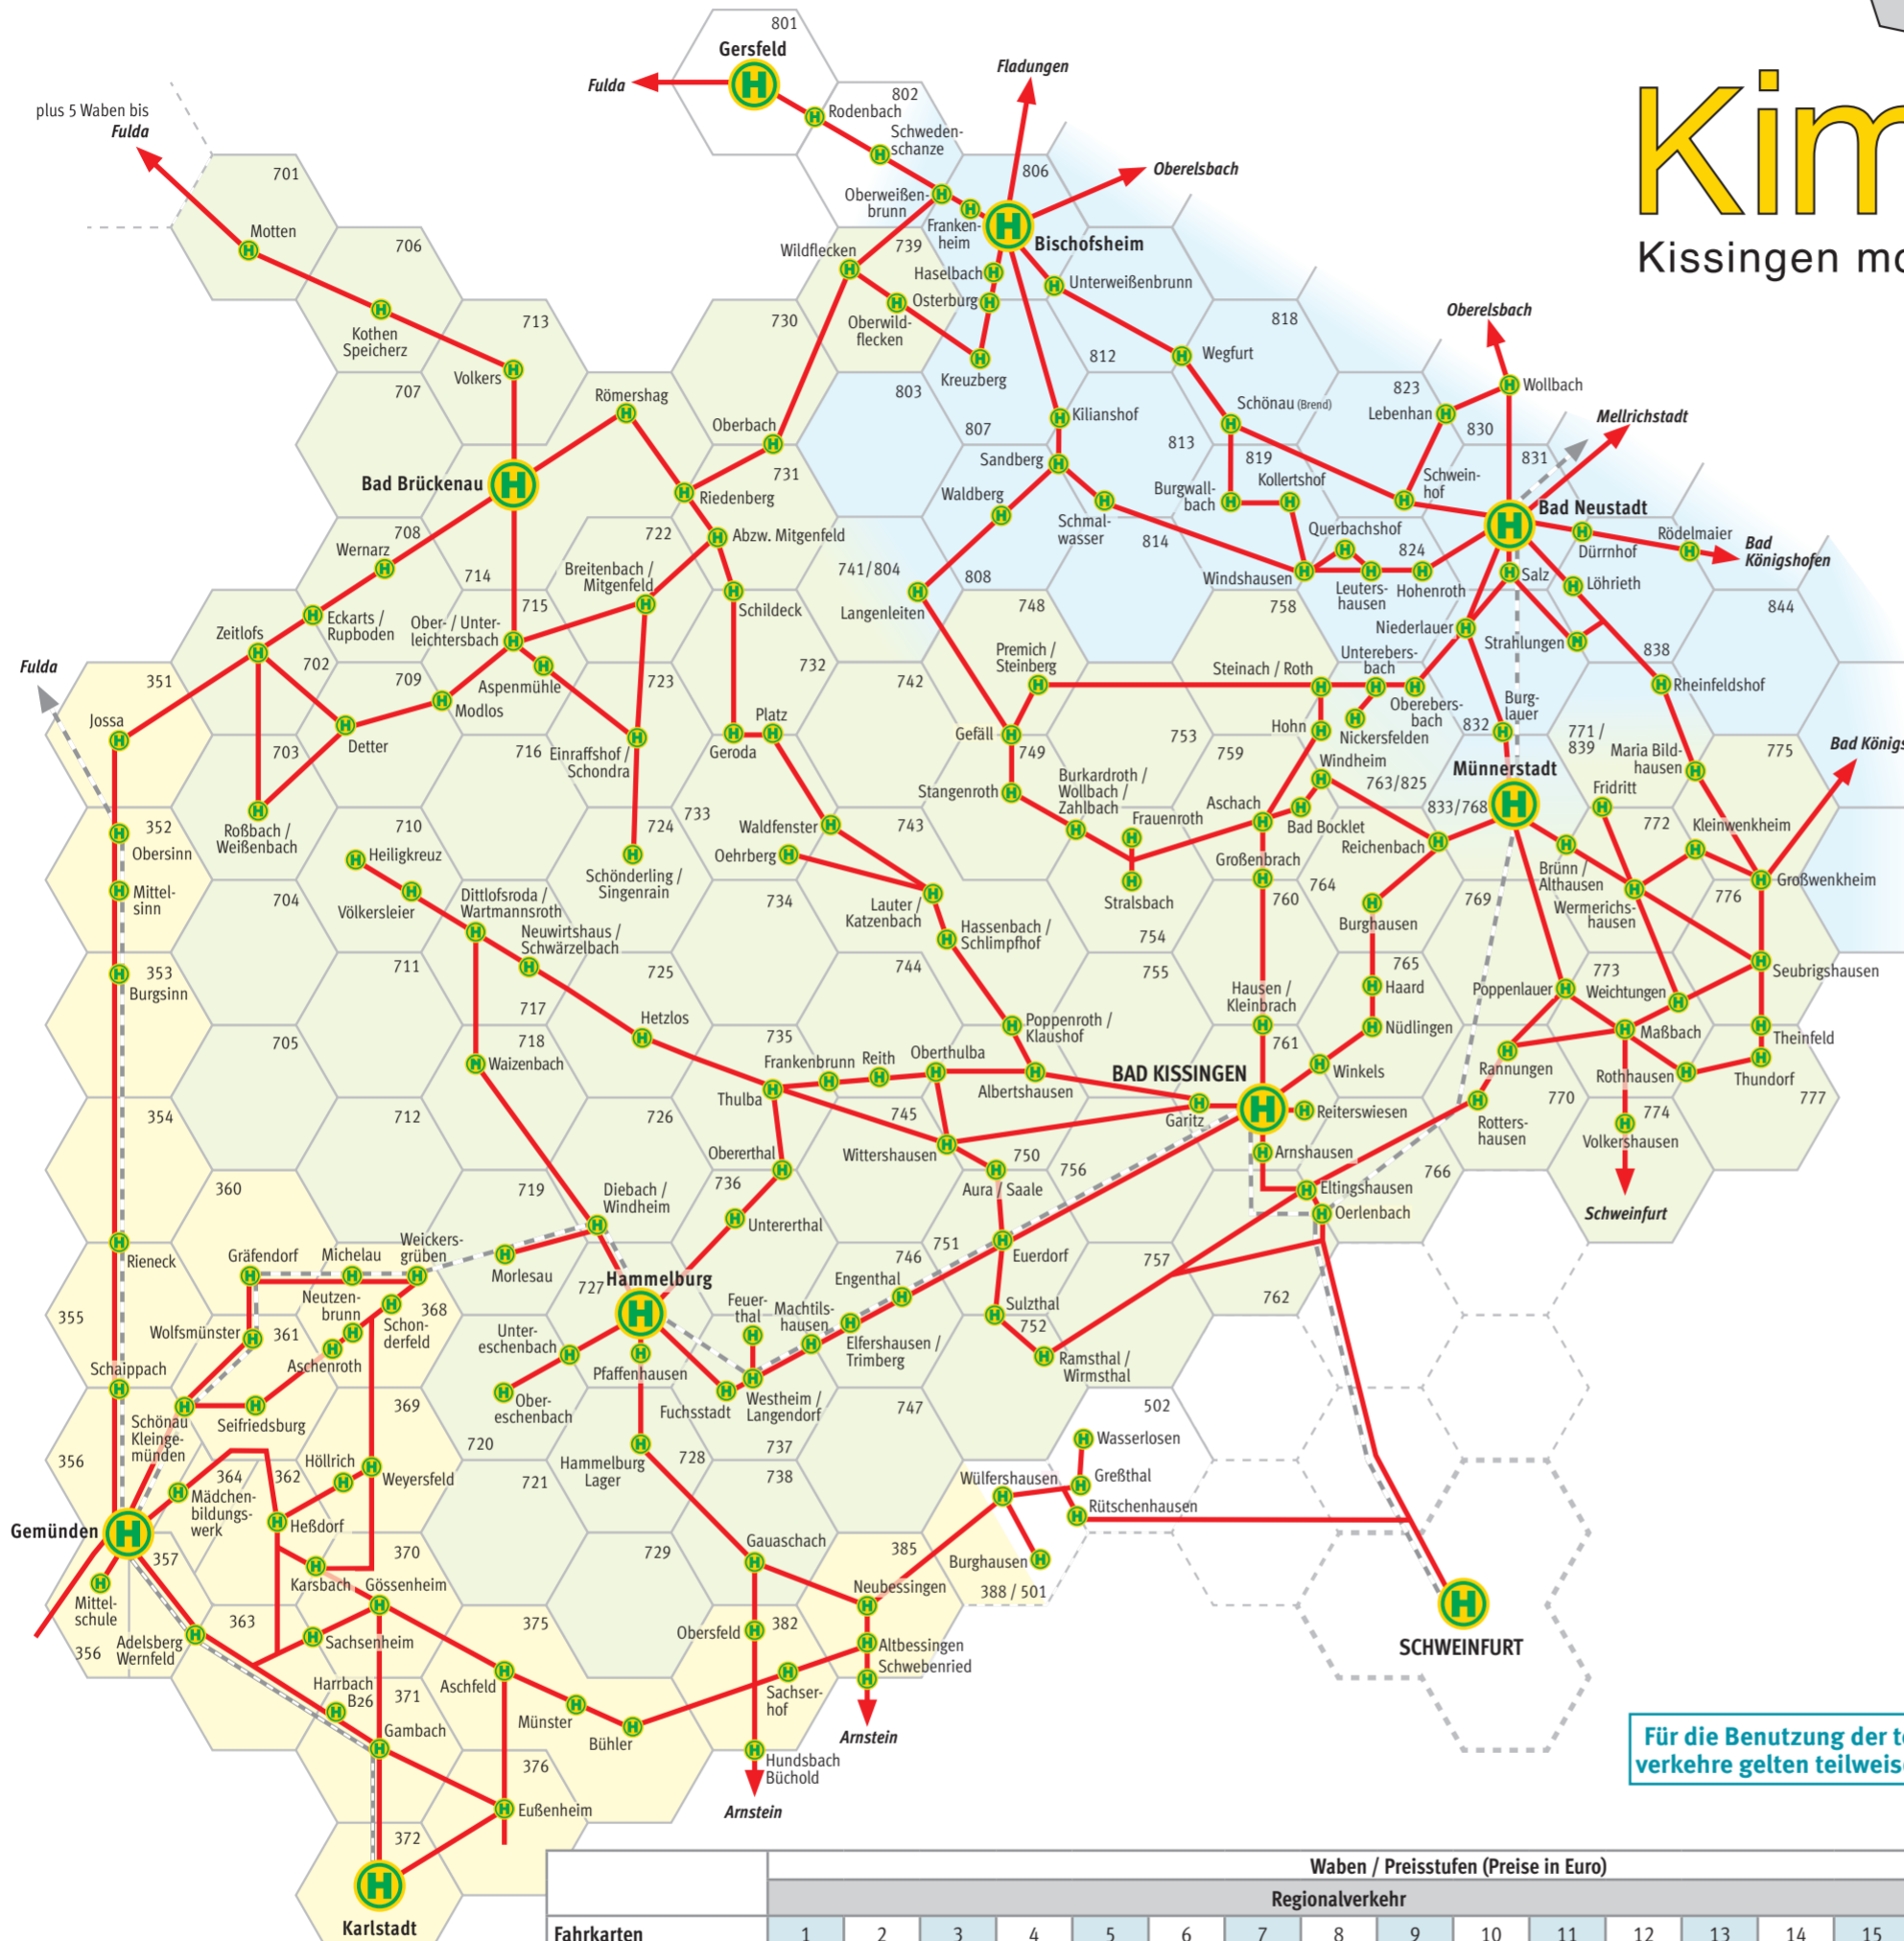 801
Gersfeld
Fulda
Fladungen
802
Rodenbach
Schweden-
schanze
plus 5 Waben bis
Fulda
Kim
Kissingen mo
701
806
Oberelsbach
Oberweißen-
brunn
Franken-
heim
Bischofsheim
Motten
706
Wildflecken
739
Haselbach
Unterweißenbrunn
Osterburg
Oberwild-
flecken
Kothen
Speicherz
713
730
818
Oberelsbach
Kreuzberg
812
Wegfurt
Volkers
707
Römershag
803
823
Wollbach
Schönau (Brend)
Lebenhan
Mellrichstadt
Kilianshof
Oberbach
807
813
830
831
Sandberg
819
Kollertshof
Schwein-
hof
731
Bad Brückenau
Riedenberg
Waldberg
Burgwall-
bach
Bad Neustadt
Schmal-
wasser
Querbachshof
Rödelmaier
Dürrnhof
Bad
Königshofen
708
722
Abzw. Mitgenfeld
814
824
Wernarz
714
Breitenbach /
Mitgenfeld
741/804
808
Windshausen
Leuters-
hausen
Hohenroth
Salz
Löhrieth
Langenleiten
Schildeck
748
758
844
Eckarts /
Rupboden
715
Ober- / Unter-
leichtersbach
Zeitlofs
Niederlauer
Strahlungen
838
Fulda
702
709
Aspenmühle
723
732
742
Premich /
Steinberg
Steinach / Roth
Unterebers-
bach
351
Modlos
Rheinfeldshof
Jossa
Oberebers-
bach
Burg-
lauer
Platz
Detter
703
716
Einraffshof /
Schondra
Geroda
Gefäll
749
753
759
Hohn
Nickersfelden
832
771 /
839
Maria Bild-
hausen
775
Bad Königs
Windheim
Münnerstadt
763/825
Stangenroth
Burkardroth /
Wollbach /
Zahlbach
Aschach
833/768
Fridritt
352
Obersinn
Roßbach /
Weißenbach
710
724
733
Waldfenster
743
Frauenroth
Bad Bocklet
772
Kleinwenkheim
Reichenbach
Heiligkreuz
Oehrberg
Großenbrach
Brünn /
Althausen
Großwenkheim
Mittel-
sinn
Völkersleier
Schönderling /
Singenrain
Stralsbach
704
Dittlofsroda /
Wartmannsroth
734
Lauter /
Katzenbach
760
764
Burghausen
769
Wermerichs-
hausen
776
Neuwirtshaus /
Schwärzelbach
Hassenbach /
Schlimpfhof
754
353
Burgsinn
711
725
744
755
765
773
Seubrigshausen
Haard
Hausen /
Kleinbrach
Poppenlauer
Weichtungen
717
718
Hetzlos
735
Poppenroth /
Klaushof
Nüdlingen
705
Maßbach
Theinfeld
761
Waizenbach
Frankenbrunn
Reith
Oberthulba
Albertshausen
BAD KISSINGEN
Winkels
Rannungen
Rothhausen
Thundorf
Thulba
354
712
726
745
Garitz
Reiterswiesen
Rotters-
hausen
770
774
777
Volkershausen
Wittershausen
Obererthal
750
756
Arnshausen
766
Aura / Saale
360
719
Diebach /
Windheim
736
Untererthal
Eltingshausen
Oerlenbach
Schweinfurt
Rieneck
Gräfendorf
Michelau
Weickers-
grüben
Morlesau
Hammelburg
727
746
751
Euerdorf
757
Engenthal
762
355
Neutzen-
brunn
368
Wolfsmünster
361
Schon-
derfeld
Feuer-
thal
Machtils-
hausen
Sulzthal
752
Aschenroth
Unter-
eschenbach
Elfershausen /
Trimberg
Ramsthal /
Wirmsthal
Schaippach
Pfaffenhausen
Ober-
eschenbach
Fuchsstadt
Westheim /
Langendorf
747
502
Schönau
Kleinge-
münden
Seifriedsburg
369
720
Hammelburg
Lager
728
737
Wasserlosen
356
Höllrich
Weyersfeld
721
738
364
362
Greßthal
Wülfershausen
Mädchen-
bildungs-
werk
Rütschenhausen
Gemünden
Heßdorf
357
370
729
Gauaschach
385
Karsbach
Gössenheim
Burghausen
388 / 501
Neubessingen
Mittel-
schule
363
375
Obersfeld
382
SCHWEINFURT
356
Adelsberg
Wernfeld
Sachsenheim
Altbessingen
Aschfeld
Schwebenried
Harrbach
B26
371
Münster
Sachser-
hof
Gambach
Bühler
Arnstein
Für die Benutzung der te
verkehre gelten teilweise
376
Hundsbach
Büchold
Eußenheim
Arnstein
372
Karlstadt
Waben / Preisstufen (Preise in Euro)
Regionalverkehr
Fahrkarten 1 2 3 4 5 6 7 8 9 10 11 12 13 14 15